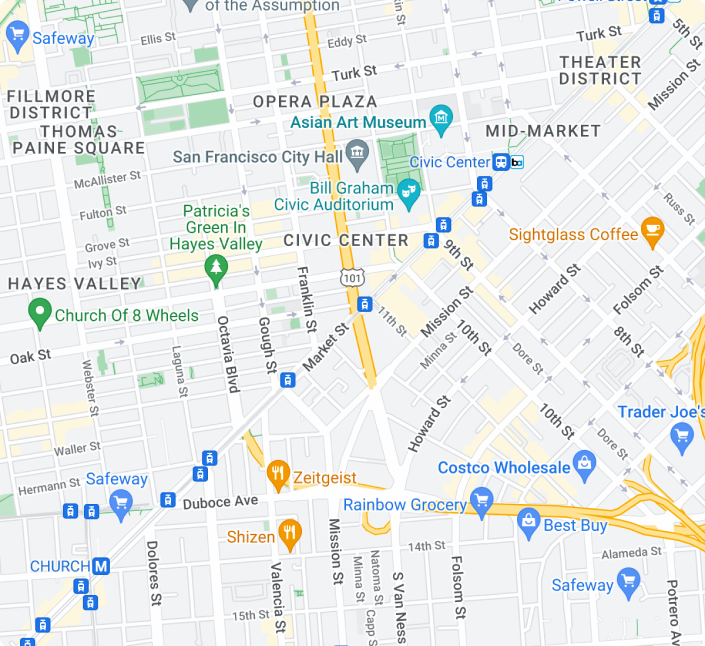 of the Assumption
Safeway
Ellis St
Eddy St
Turk St
Turk St
5th St
Mission St
THEATER
DISTRICT
FILLMORE
DISTRICT
THOMAS
PAINE SQUARE
OPERA PLAZA
Asian Art Museum
MID-MARKET
San Francisco City Hall
Civic Center
McAllister St
Bill Graham
Civic Auditorium
Fulton St
Patricia's
Green In
Hayes Valley
Russ St
Grove St
Ivy St
CIVIC CENTER
9th St
Sightglass Coffee
HAYES VALLEY
101
Franklin St
Howard St
Folsom St
Church Of 8 Wheels
Octavia Blvd
Gough St
Market St
11th St
Mission St
Minna St
10th St
8th St
Dore St
Oak St
Webster St
Laguna St
Howard St
10th St
Dore St
Trader Joe's
Waller St
Hermann St
Safeway
Zeitgeist
Costco Wholesale
Duboce Ave
Rainbow Grocery
Best Buy
Shizen
Mission St
14th St
Alameda St
CHURCH
M
Dolores St
Valencia St
Minna St
Natoma St
S Van Ness
Folsom St
Safeway
Potrero Av
15th St
Capp S